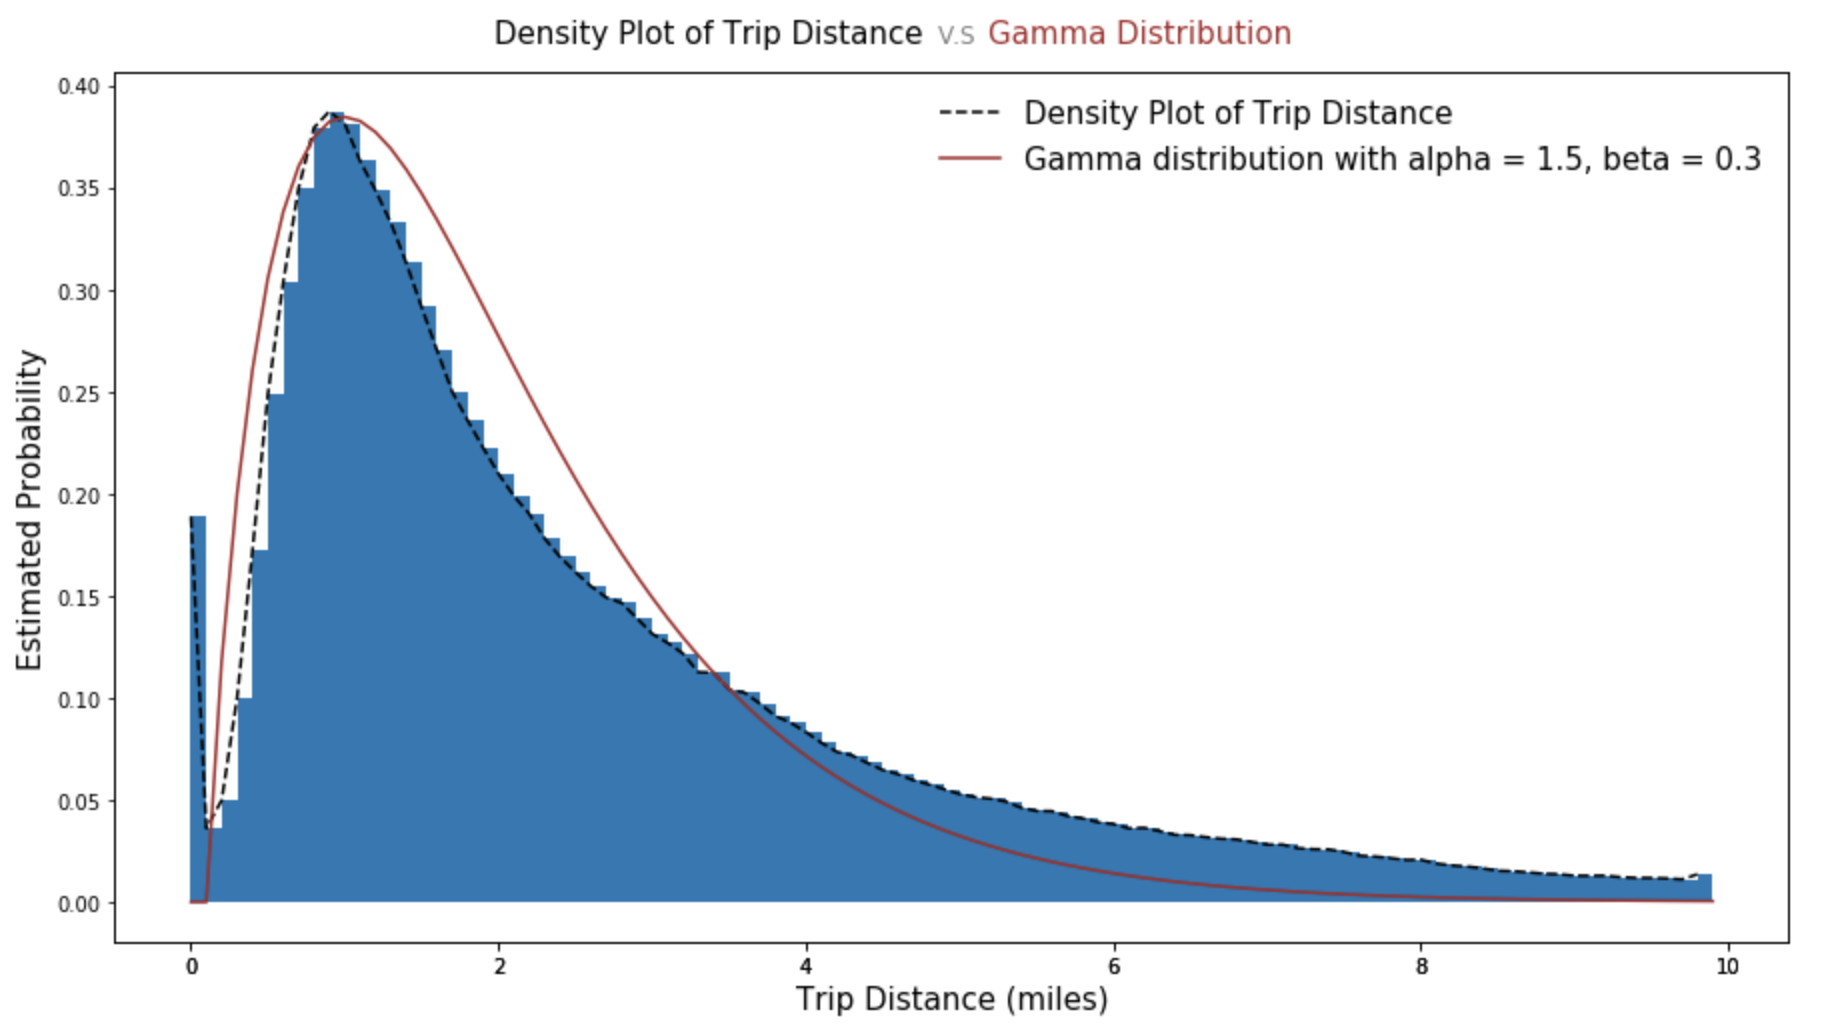 Density Plot of Trip Distance v.s Gamma Distribution
Density Plot of Trip Distance
Gamma distribution with alpha = 1.5, beta = 0.3
Estimated Probability
0.40
0.35
0.30
0.25
0.20
0.15
0.10
0.05
0.00
0 2 4 6 8 10
Trip Distance (miles)